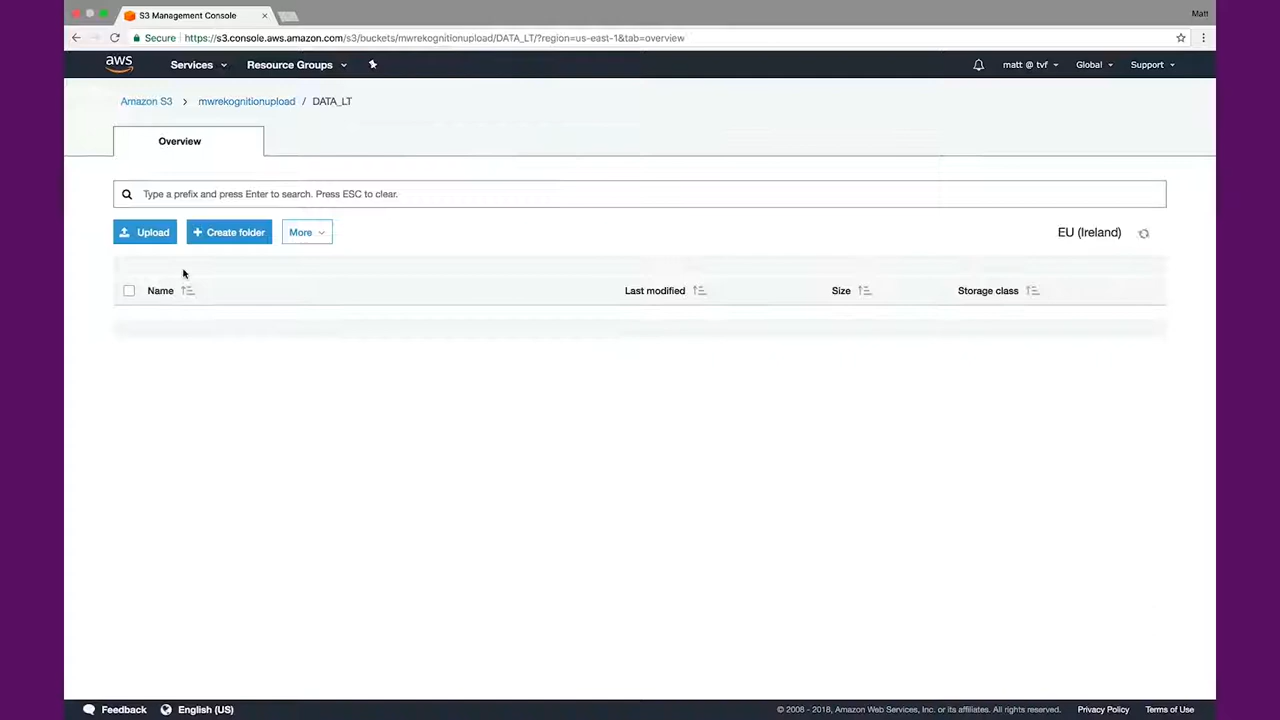 S3 Management Console
Matt
Secure https://s3.console.aws.amazon.com/s3/buckets/mwrekognitionupload/DATA_LT/?region=us-east-1&tab=overview
aws Services Resource Groups matt @ tvf Global Support
Amazon S3 > mwrekognitionupload / DATA_LT
Overview
Type a prefix and press Enter to search. Press ESC to clear.
Upload + Create folder More EU (Ireland)
Name Last modified Size Storage class
Feedback English (US) © 2008 - 2018, Amazon Web Services, Inc. or its affiliates. All rights reserved. Privacy Policy Terms of Use